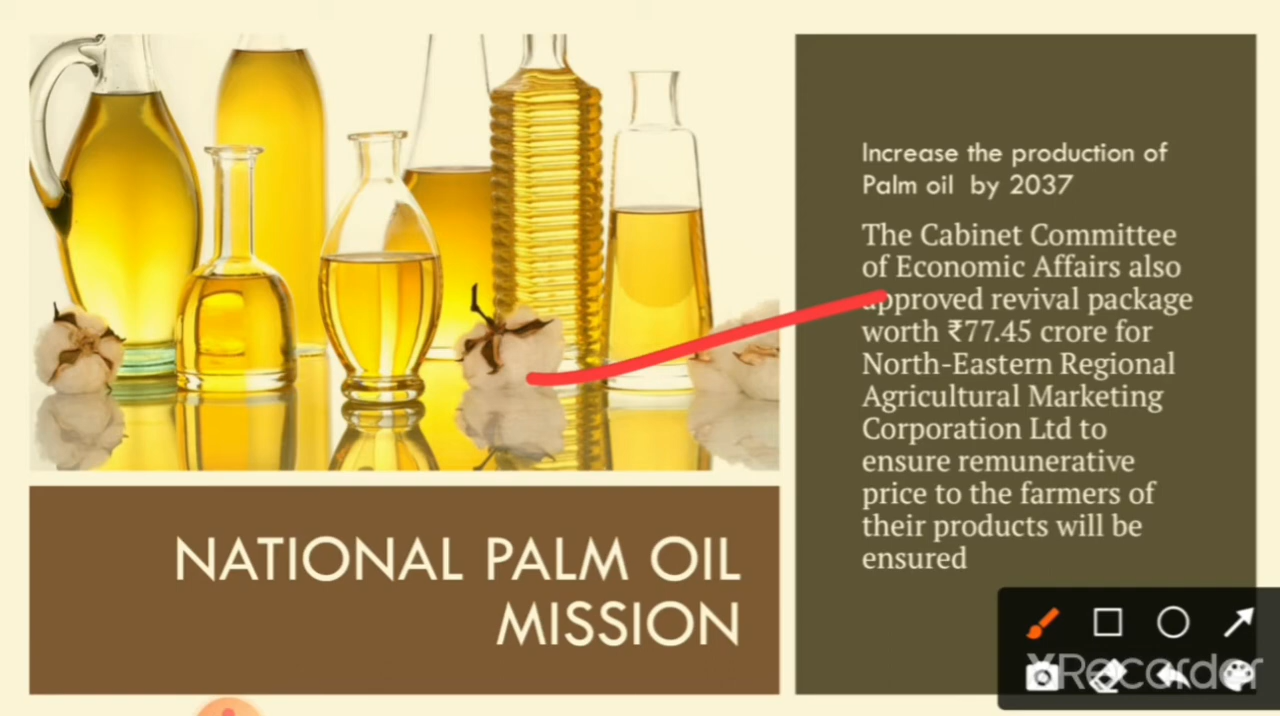 Increase the production of
Palm oil by 2037
The Cabinet Committee
of Economic Affairs also
approved revival package
worth ₹77.45 crore for
North-Eastern Regional
Agricultural Marketing
Corporation Ltd to
ensure remunerative
price to the farmers of
their products will be
ensured
NATIONAL PALM OIL
MISSION
XRecorder